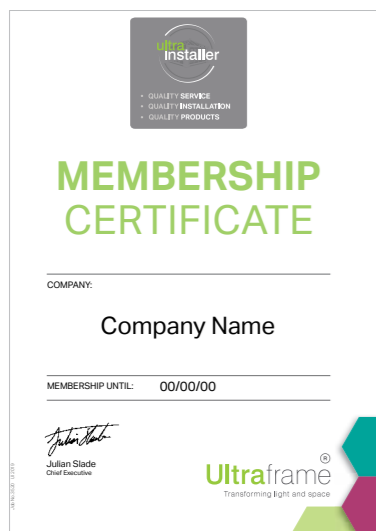 ultra
installer
• QUALITY SERVICE
• QUALITY INSTALLATION
• QUALITY PRODUCTS
MEMBERSHIP
CERTIFICATE
COMPANY:
Company Name
MEMBERSHIP UNTIL: 00/00/00
Julian Slade
Chief Executive
Ultraframe®
Transforming light and space